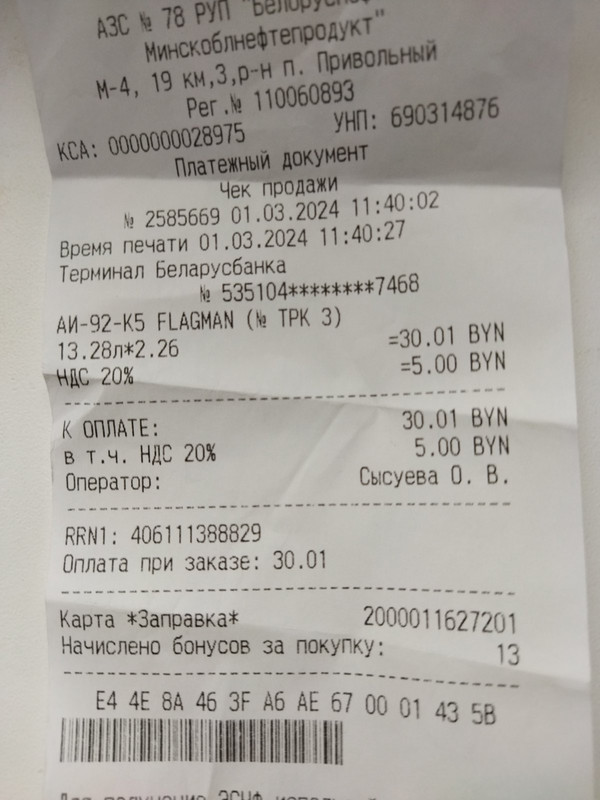 АЗС № 78 РУП "Белорусне
Минскоблнефтепродукт"
М-4, 19 км,3,р-н п. Привольный
Рег.№ 110060893
КСА: 0000000028975 УНП: 690314876
Платежный документ
Чек продажи
№ 2585669 01.03.2024 11:40:02
Время печати 01.03.2024 11:40:27
Терминал Беларусбанка
№ 535104********7468
АИ-92-К5 FLAGMAN (№ ТРК 3)
13.28л*2.26 =30.01 BYN
НДС 20% =5.00 BYN
К ОПЛАТЕ: 30.01 BYN
в т.ч. НДС 20% 5.00 BYN
Оператор: Сысуева О. В.
RRN1: 406111388829
Оплата при заказе: 30.01
Карта *Заправка* 2000011627201
Начислено бонусов за покупку: 13
E4 4E 8A 46 3F A6 AE 67 00 01 43 5B